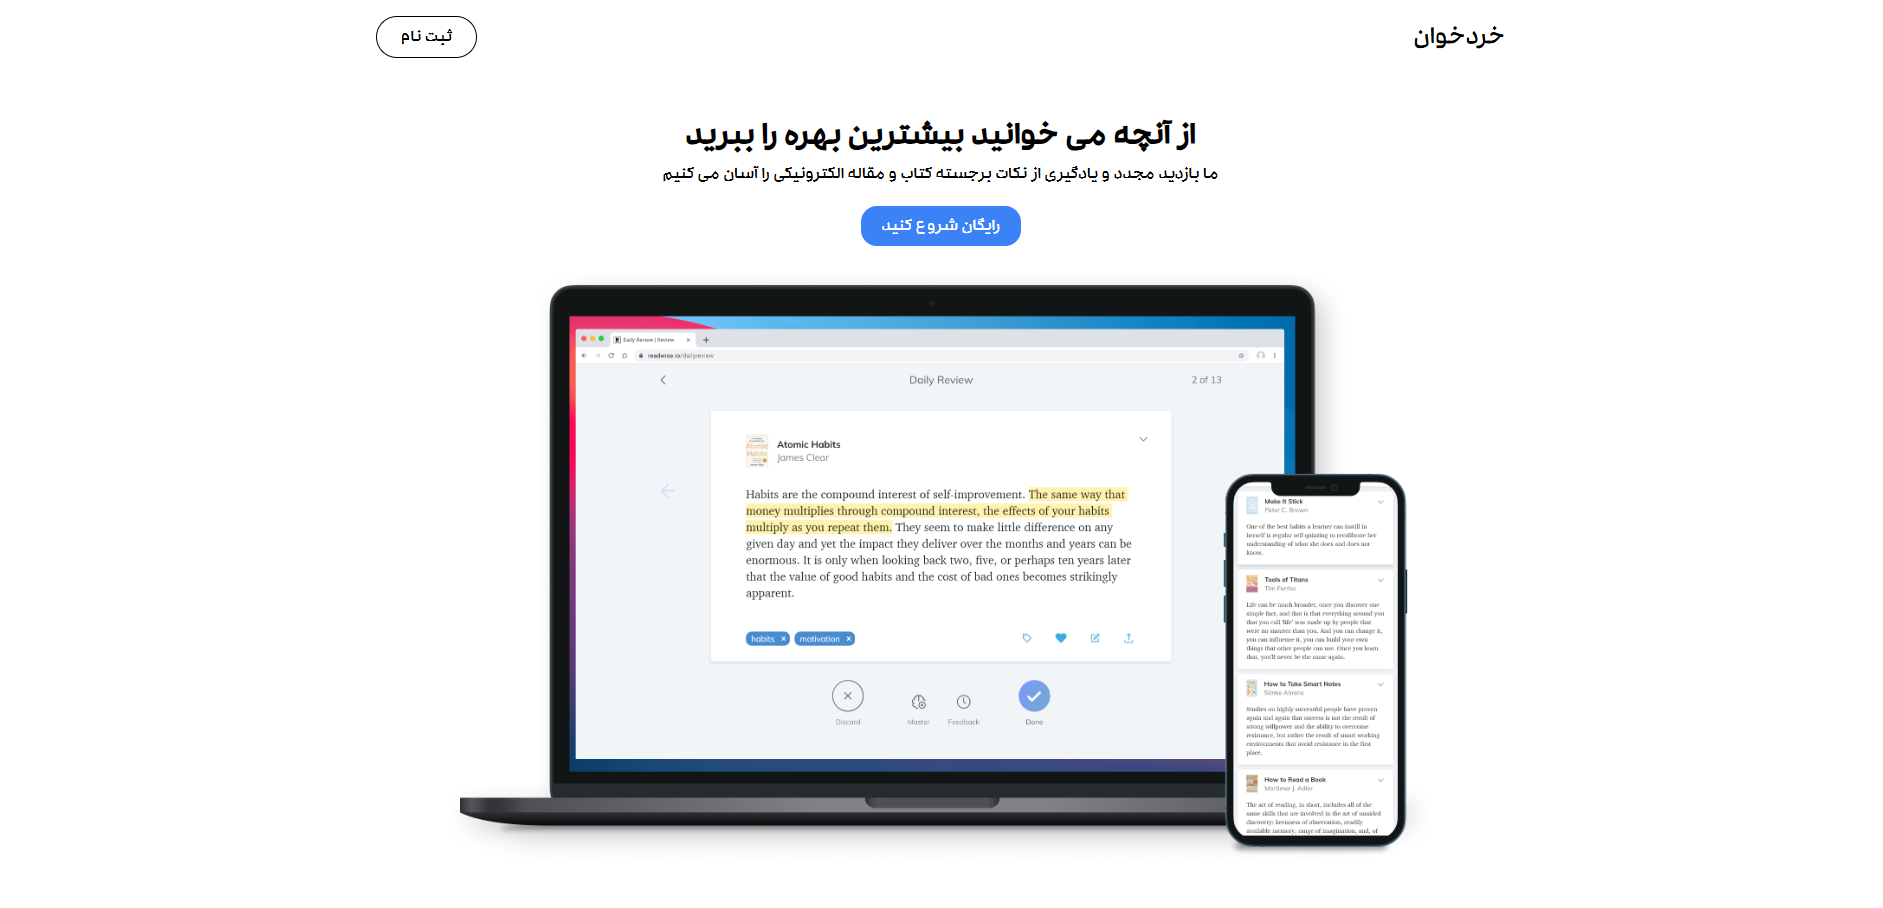 خردخوان
ثبت نام
از آنچه می خوانید بیشترین بهره را ببرید
ما بازدید مجدد و یادگیری از نکات برجسته کتاب و مقاله الکترونیکی را آسان می کنیم
رایگان شروع کنید
Daily Review | Review
readwise.io/dailyreview
Daily Review
2 of 13
Atomic Habits
James Clear
Habits are the compound interest of self-improvement. The same way that
money multiplies through compound interest, the effects of your habits
multiply as you repeat them. They seem to make little difference on any
given day and yet the impact they deliver over the months and years can be
enormous. It is only when looking back two, five, or perhaps ten years later
that the value of good habits and the cost of bad ones becomes strikingly
apparent.
habits x
motivation x
Discard
Master
Feedback
Done
Make It Stick
Peter C. Brown
One of the best habits a learner can instill in
herself is regular self-quizzing to recalibrate her
understanding of what she does and does not
know.
Tools of Titans
Tim Ferriss
Life can be much broader, once you discover one
simple fact, and that is that everything around you
that you call 'life' was made up by people that
were no smarter than you. And you can change it,
you can influence it, you can build your own
things that other people can use. Once you learn
that, you'll never be the same again.
How to Take Smart Notes
Sönke Ahrens
Studies on highly successful people have proven
again and again that success is not the result of
strong willpower and the ability to overcome
resistance, but rather the result of smart working
environments that avoid resistance in the first
place.
How to Read a Book
Mortimer J. Adler
The art of reading, in short, includes all of the
same skills that are involved in the art of unaided
discovery: keenness of observation, readily
available memory, range of imagination, and, of